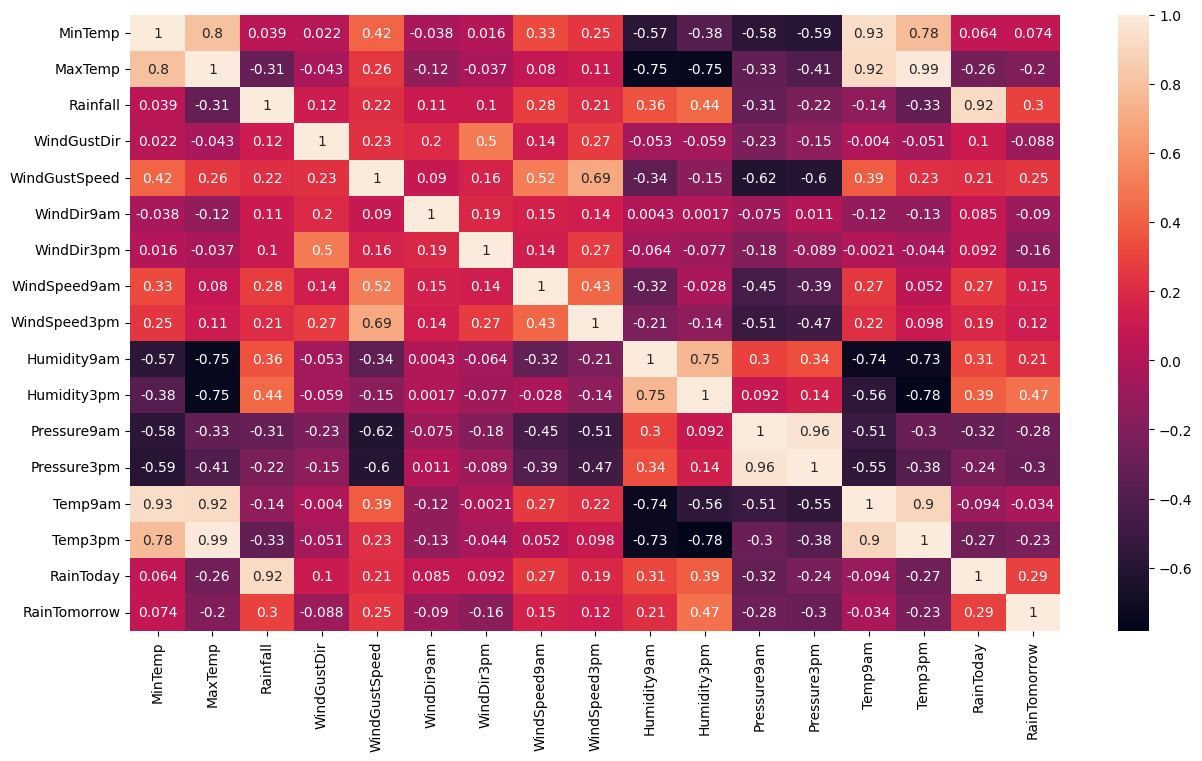 MinTemp 1 0.8 0.039 0.022 0.42 -0.038 0.016 0.33 0.25 -0.57 -0.38 -0.58 -0.59 0.93 0.78 0.064 0.074
MaxTemp 0.8 1 -0.31 -0.043 0.26 -0.12 -0.037 0.08 0.11 -0.75 -0.75 -0.33 -0.41 0.92 0.99 -0.26 -0.2
Rainfall 0.039 -0.31 1 0.12 0.22 0.11 0.1 0.28 0.21 0.36 0.44 -0.31 -0.22 -0.14 -0.33 0.92 0.3
WindGustDir 0.022 -0.043 0.12 1 0.23 0.2 0.5 0.14 0.27 -0.053 -0.059 -0.23 -0.15 -0.004 -0.051 0.1 -0.088
WindGustSpeed 0.42 0.26 0.22 0.23 1 0.09 0.16 0.52 0.69 -0.34 -0.15 -0.62 -0.6 0.39 0.23 0.21 0.25
WindDir9am -0.038 -0.12 0.11 0.2 0.09 1 0.19 0.15 0.14 0.0043 0.0017 -0.075 0.011 -0.12 -0.13 0.085 -0.09
WindDir3pm 0.016 -0.037 0.1 0.5 0.16 0.19 1 0.14 0.27 -0.064 -0.077 -0.18 -0.089 -0.0021 -0.044 0.092 -0.16
WindSpeed9am 0.33 0.08 0.28 0.14 0.52 0.15 0.14 1 0.43 -0.32 -0.028 -0.45 -0.39 0.27 0.052 0.27 0.15
WindSpeed3pm 0.25 0.11 0.21 0.27 0.69 0.14 0.27 0.43 1 -0.21 -0.14 -0.51 -0.47 0.22 0.098 0.19 0.12
Humidity9am -0.57 -0.75 0.36 -0.053 -0.34 0.0043 -0.064 -0.32 -0.21 1 0.75 0.3 0.34 -0.74 -0.73 0.31 0.21
Humidity3pm -0.38 -0.75 0.44 -0.059 -0.15 0.0017 -0.077 -0.028 -0.14 0.75 1 0.092 0.14 -0.56 -0.78 0.39 0.47
Pressure9am -0.58 -0.33 -0.31 -0.23 -0.62 -0.075 -0.18 -0.45 -0.51 0.3 0.092 1 0.96 -0.51 -0.3 -0.32 -0.28
Pressure3pm -0.59 -0.41 -0.22 -0.15 -0.6 0.011 -0.089 -0.39 -0.47 0.34 0.14 0.96 1 -0.55 -0.38 -0.24 -0.3
Temp9am 0.93 0.92 -0.14 -0.004 0.39 -0.12 -0.0021 0.27 0.22 -0.74 -0.56 -0.51 -0.55 1 0.9 -0.094 -0.034
Temp3pm 0.78 0.99 -0.33 -0.051 0.23 -0.13 -0.044 0.052 0.098 -0.73 -0.78 -0.3 -0.38 0.9 1 -0.27 -0.23
RainToday 0.064 -0.26 0.92 0.1 0.21 0.085 0.092 0.27 0.19 0.31 0.39 -0.32 -0.24 -0.094 -0.27 1 0.29
RainTomorrow 0.074 -0.2 0.3 -0.088 0.25 -0.09 -0.16 0.15 0.12 0.21 0.47 -0.28 -0.3 -0.034 -0.23 0.29 1
MinTemp
MaxTemp
Rainfall
WindGustDir
WindGustSpeed
WindDir9am
WindDir3pm
WindSpeed9am
WindSpeed3pm
Humidity9am
Humidity3pm
Pressure9am
Pressure3pm
Temp9am
Temp3pm
RainToday
RainTomorrow
1.0
0.8
0.6
0.4
0.2
0.0
−0.2
−0.4
−0.6